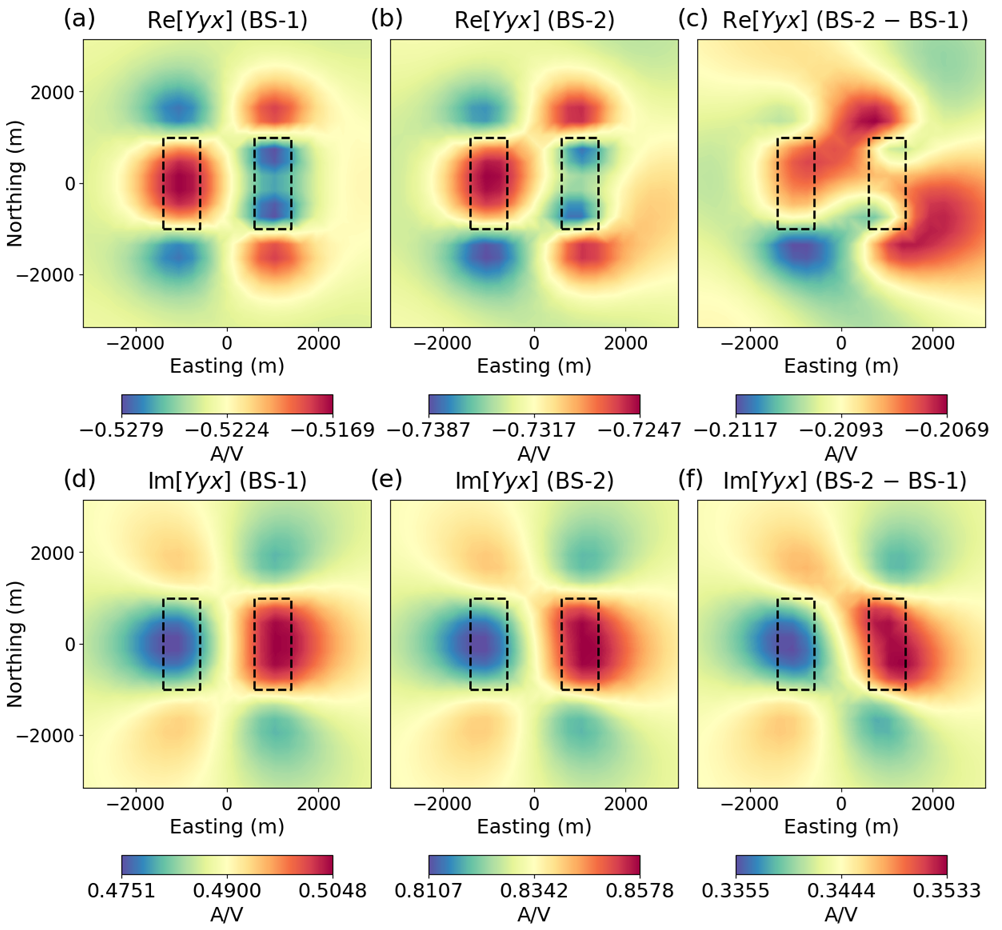 (a) Re[Yyx] (BS-1)
(b) Re[Yyx] (BS-2)
(c) Re[Yyx] (BS-2 − BS-1)
Northing (m)
2000
0
−2000
−2000 0 2000
−2000 0 2000
−2000 0 2000
Easting (m)
Easting (m)
Easting (m)
−0.5279 −0.5224 −0.5169
−0.7387 −0.7317 −0.7247
−0.2117 −0.2093 −0.2069
A/V
A/V
A/V
(d) Im[Yyx] (BS-1)
(e) Im[Yyx] (BS-2)
(f) Im[Yyx] (BS-2 − BS-1)
Northing (m)
2000
0
−2000
−2000 0 2000
−2000 0 2000
−2000 0 2000
Easting (m)
Easting (m)
Easting (m)
0.4751 0.4900 0.5048
0.8107 0.8342 0.8578
0.3355 0.3444 0.3533
A/V
A/V
A/V